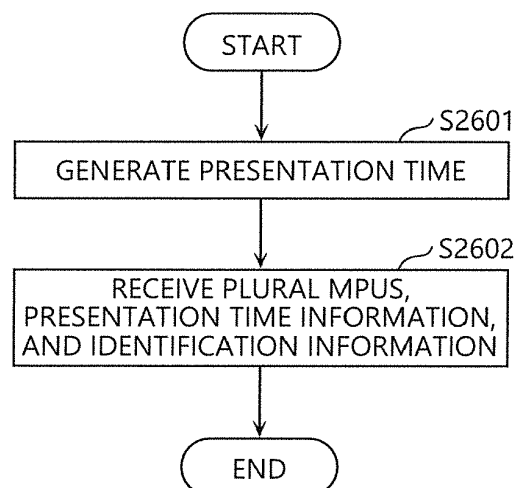 START
S2601
GENERATE PRESENTATION TIME
S2602
RECEIVE PLURAL MPUS,
PRESENTATION TIME INFORMATION,
AND IDENTIFICATION INFORMATION
END